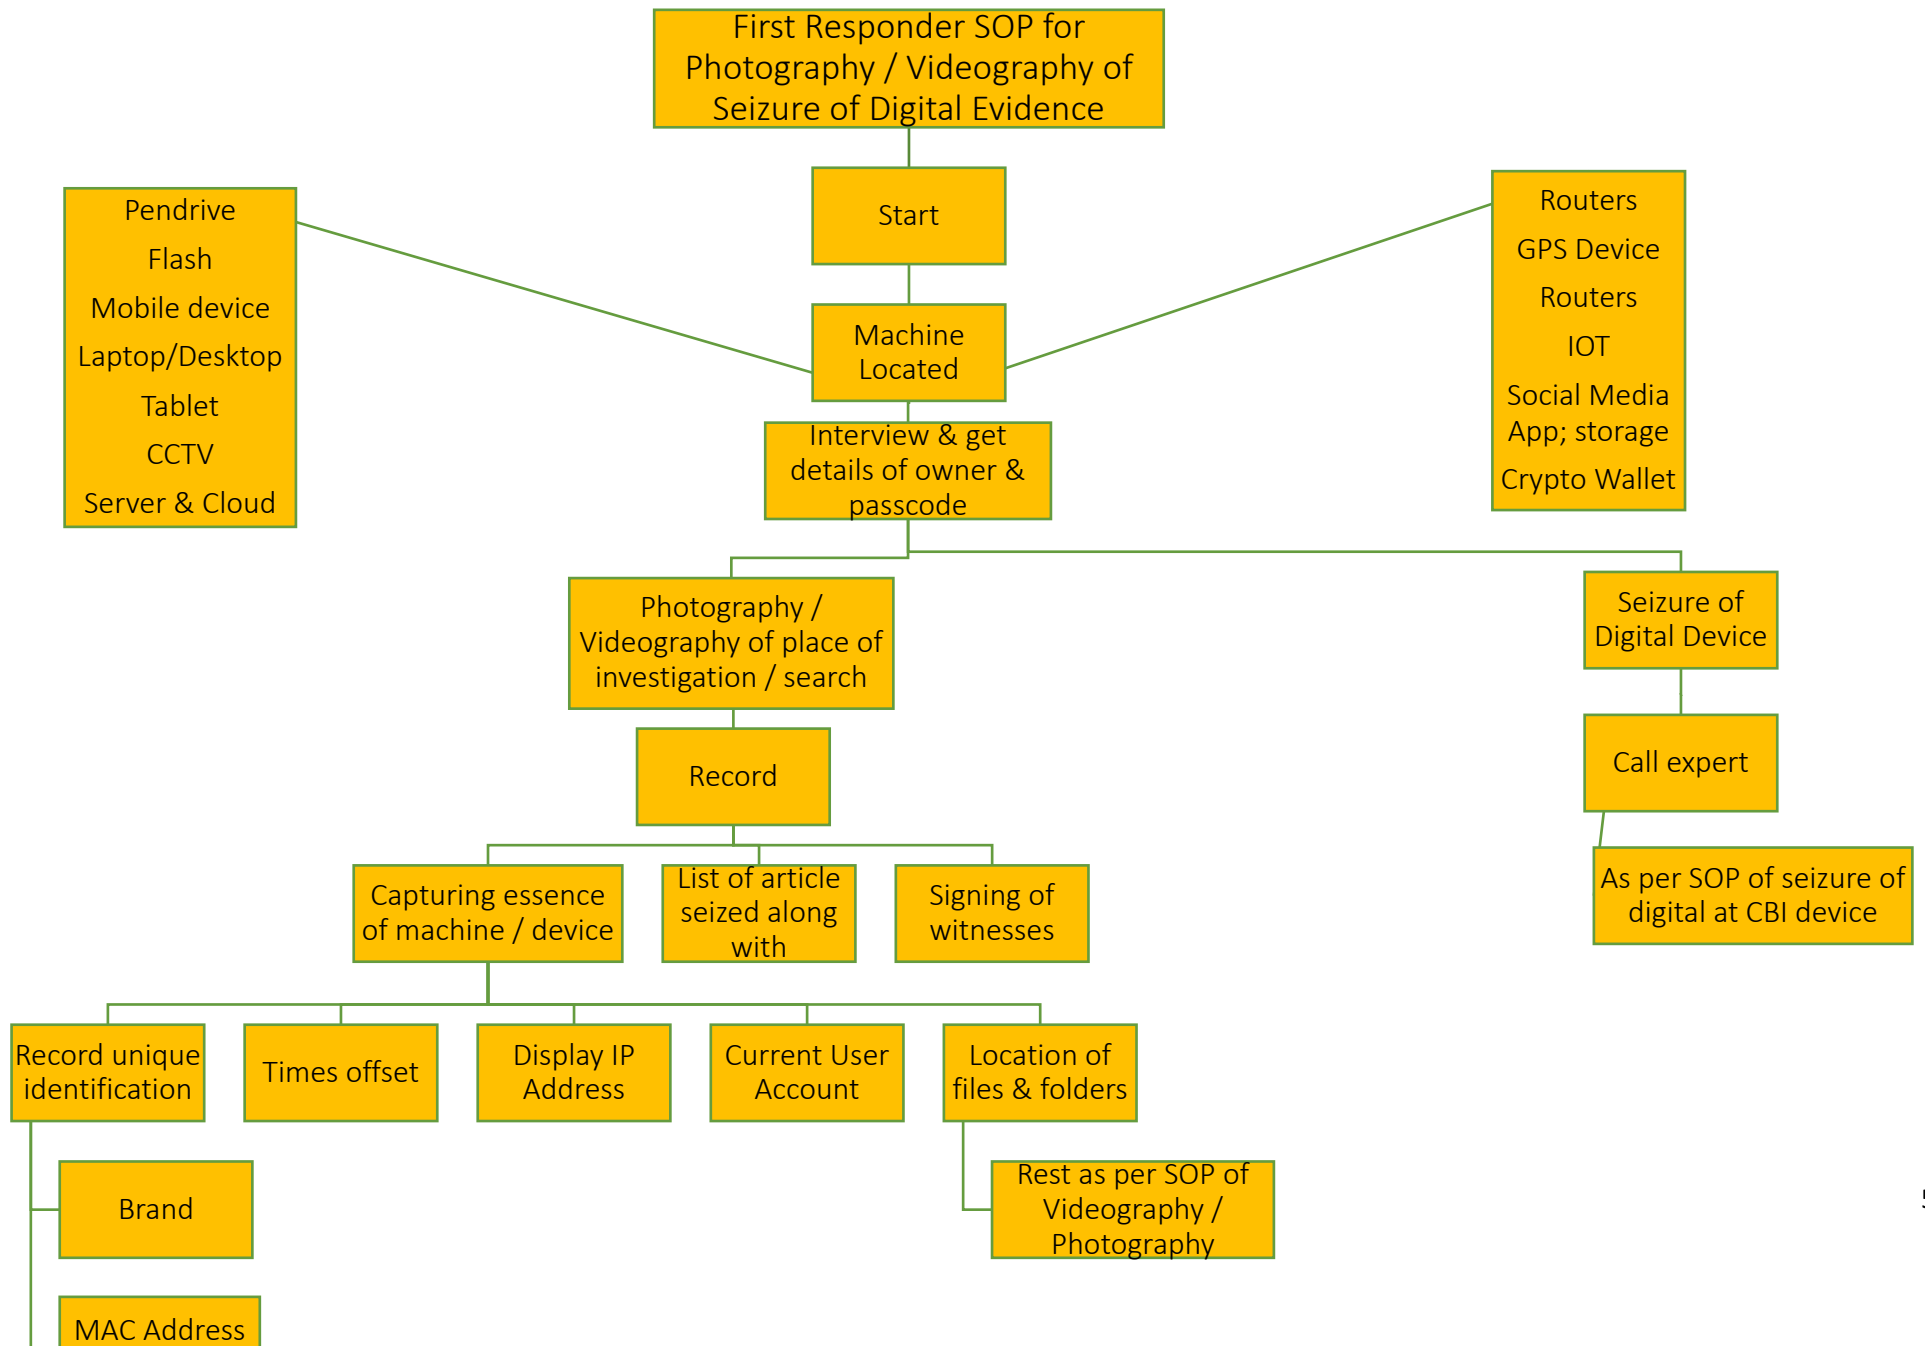 First Responder SOP for
Photography / Videography of
Seizure of Digital Evidence
Start
Pendrive
Flash
Mobile device
Laptop/Desktop
Tablet
CCTV
Server & Cloud
Routers
GPS Device
Routers
IOT
Social Media
App; storage
Crypto Wallet
Machine
Located
Interview & get
details of owner &
passcode
Photography /
Videography of place of
investigation / search
Seizure of
Digital Device
Record
Call expert
Capturing essence
of machine / device
List of article
seized along
with
Signing of
witnesses
As per SOP of seizure of
digital at CBI device
Record unique
identification
Times offset
Display IP
Address
Current User
Account
Location of
files & folders
Brand
Rest as per SOP of
Videography /
Photography
MAC Address